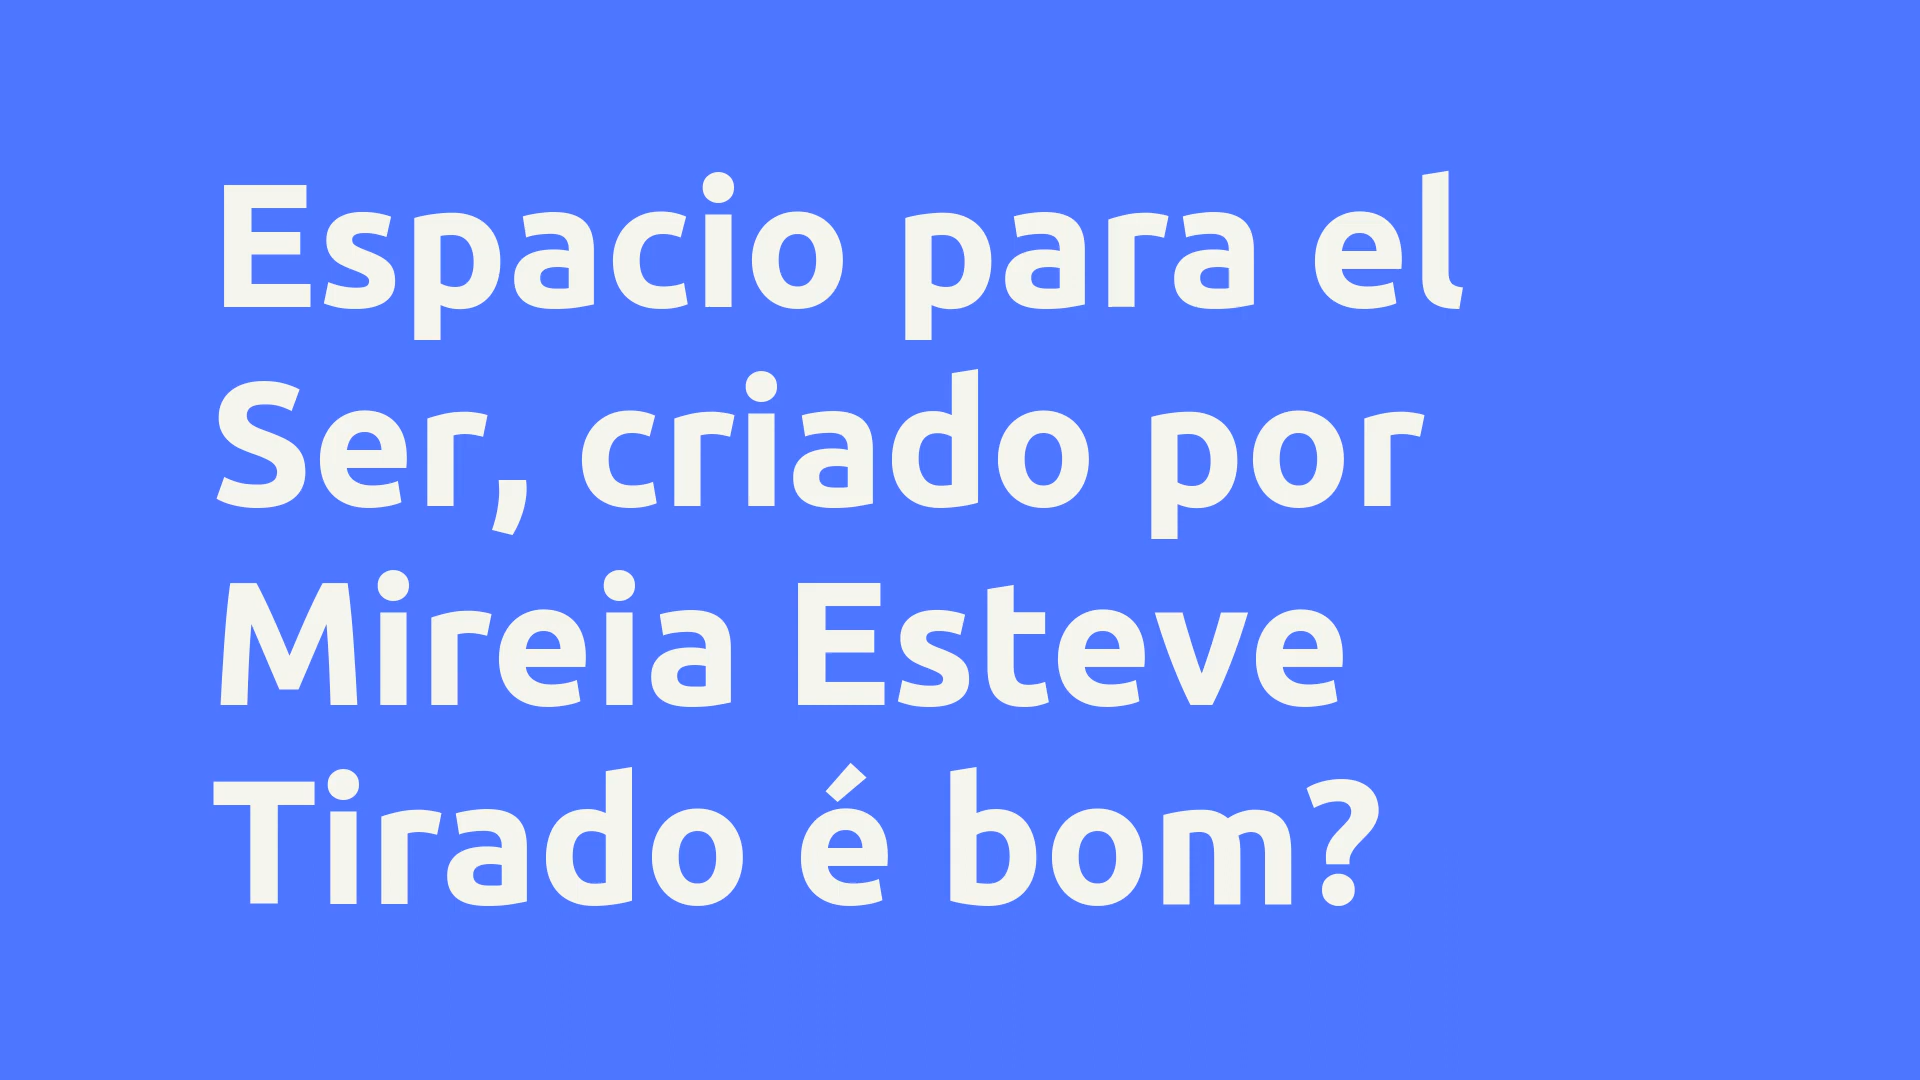 Espacio para el
Ser, criado por
Mireia Esteve
Tirado é bom?